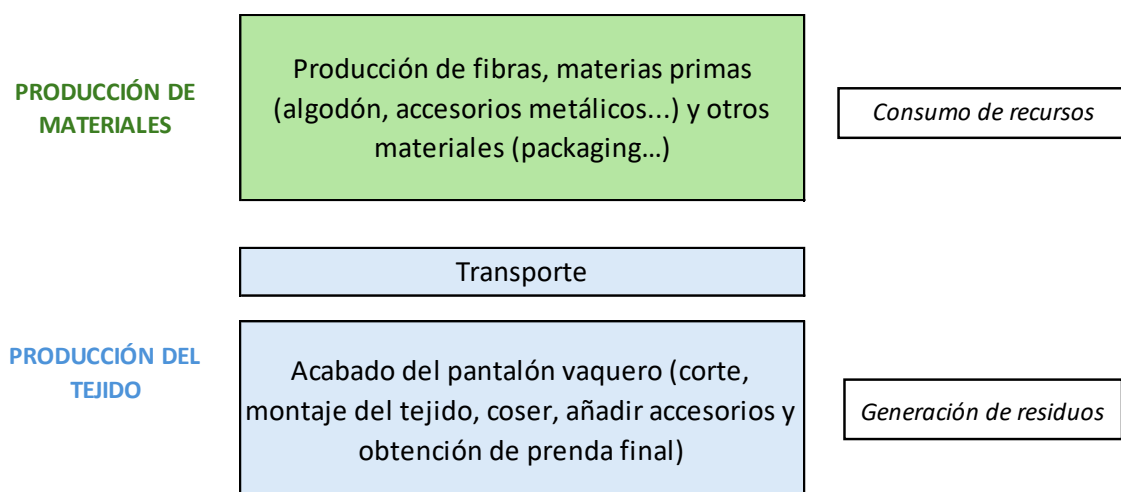 PRODUCCIÓN DE
MATERIALES
Producción de fibras, materias primas
(algodón, accesorios metálicos...) y otros
materiales (packaging…)
Consumo de recursos
Transporte
PRODUCCIÓN DEL
TEJIDO
Acabado del pantalón vaquero (corte,
montaje del tejido, coser, añadir accesorios y
obtención de prenda final)
Generación de residuos